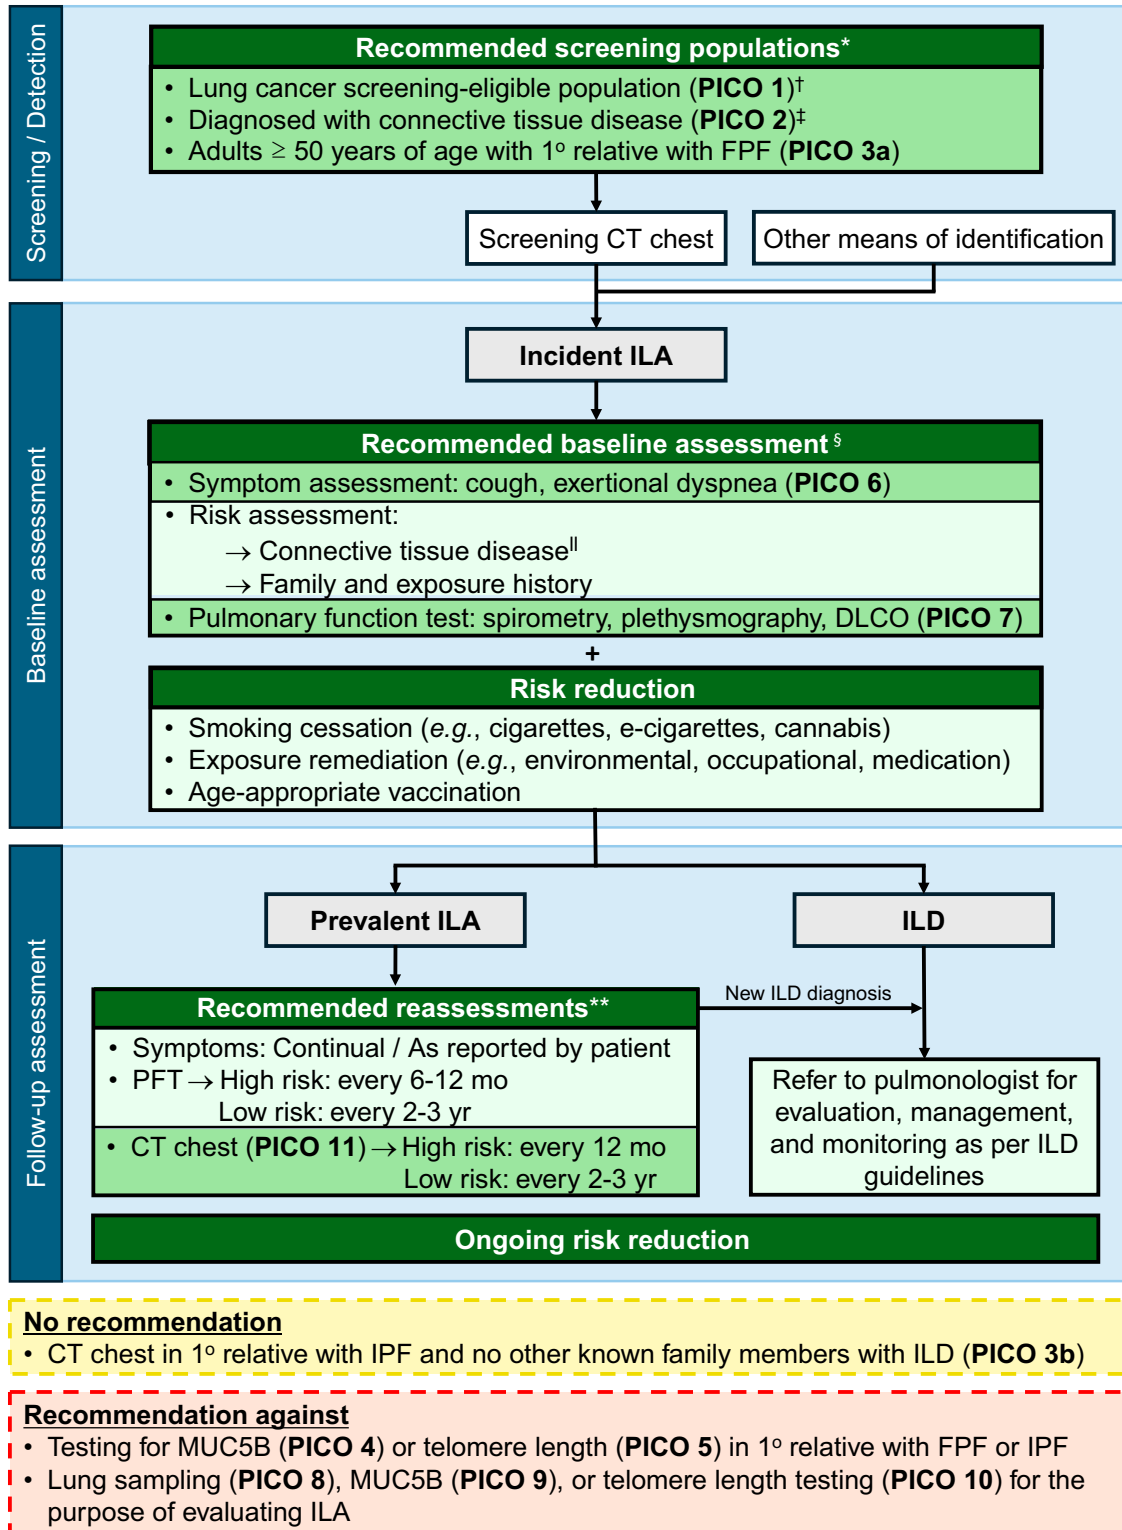 Screening / Detection
Recommended screening populations*
• Lung cancer screening-eligible population (PICO 1)†
• Diagnosed with connective tissue disease (PICO 2)‡
• Adults ≥ 50 years of age with 1º relative with FPF (PICO 3a)
Screening CT chest
Other means of identification
Baseline assessment
Incident ILA
Recommended baseline assessment §
• Symptom assessment: cough, exertional dyspnea (PICO 6)
• Risk assessment:
→ Connective tissue disease||
→ Family and exposure history
• Pulmonary function test: spirometry, plethysmography, DLCO (PICO 7)
+
Risk reduction
• Smoking cessation (e.g., cigarettes, e-cigarettes, cannabis)
• Exposure remediation (e.g., environmental, occupational, medication)
• Age-appropriate vaccination
Follow-up assessment
Prevalent ILA
ILD
Recommended reassessments**
New ILD diagnosis
• Symptoms: Continual / As reported by patient
• PFT → High risk: every 6-12 mo
Low risk: every 2-3 yr
• CT chest (PICO 11) → High risk: every 12 mo
Low risk: every 2-3 yr
Refer to pulmonologist for
evaluation, management,
and monitoring as per ILD
guidelines
Ongoing risk reduction
No recommendation
• CT chest in 1º relative with IPF and no other known family members with ILD (PICO 3b)
Recommendation against
• Testing for MUC5B (PICO 4) or telomere length (PICO 5) in 1º relative with FPF or IPF
• Lung sampling (PICO 8), MUC5B (PICO 9), or telomere length testing (PICO 10) for the
purpose of evaluating ILA